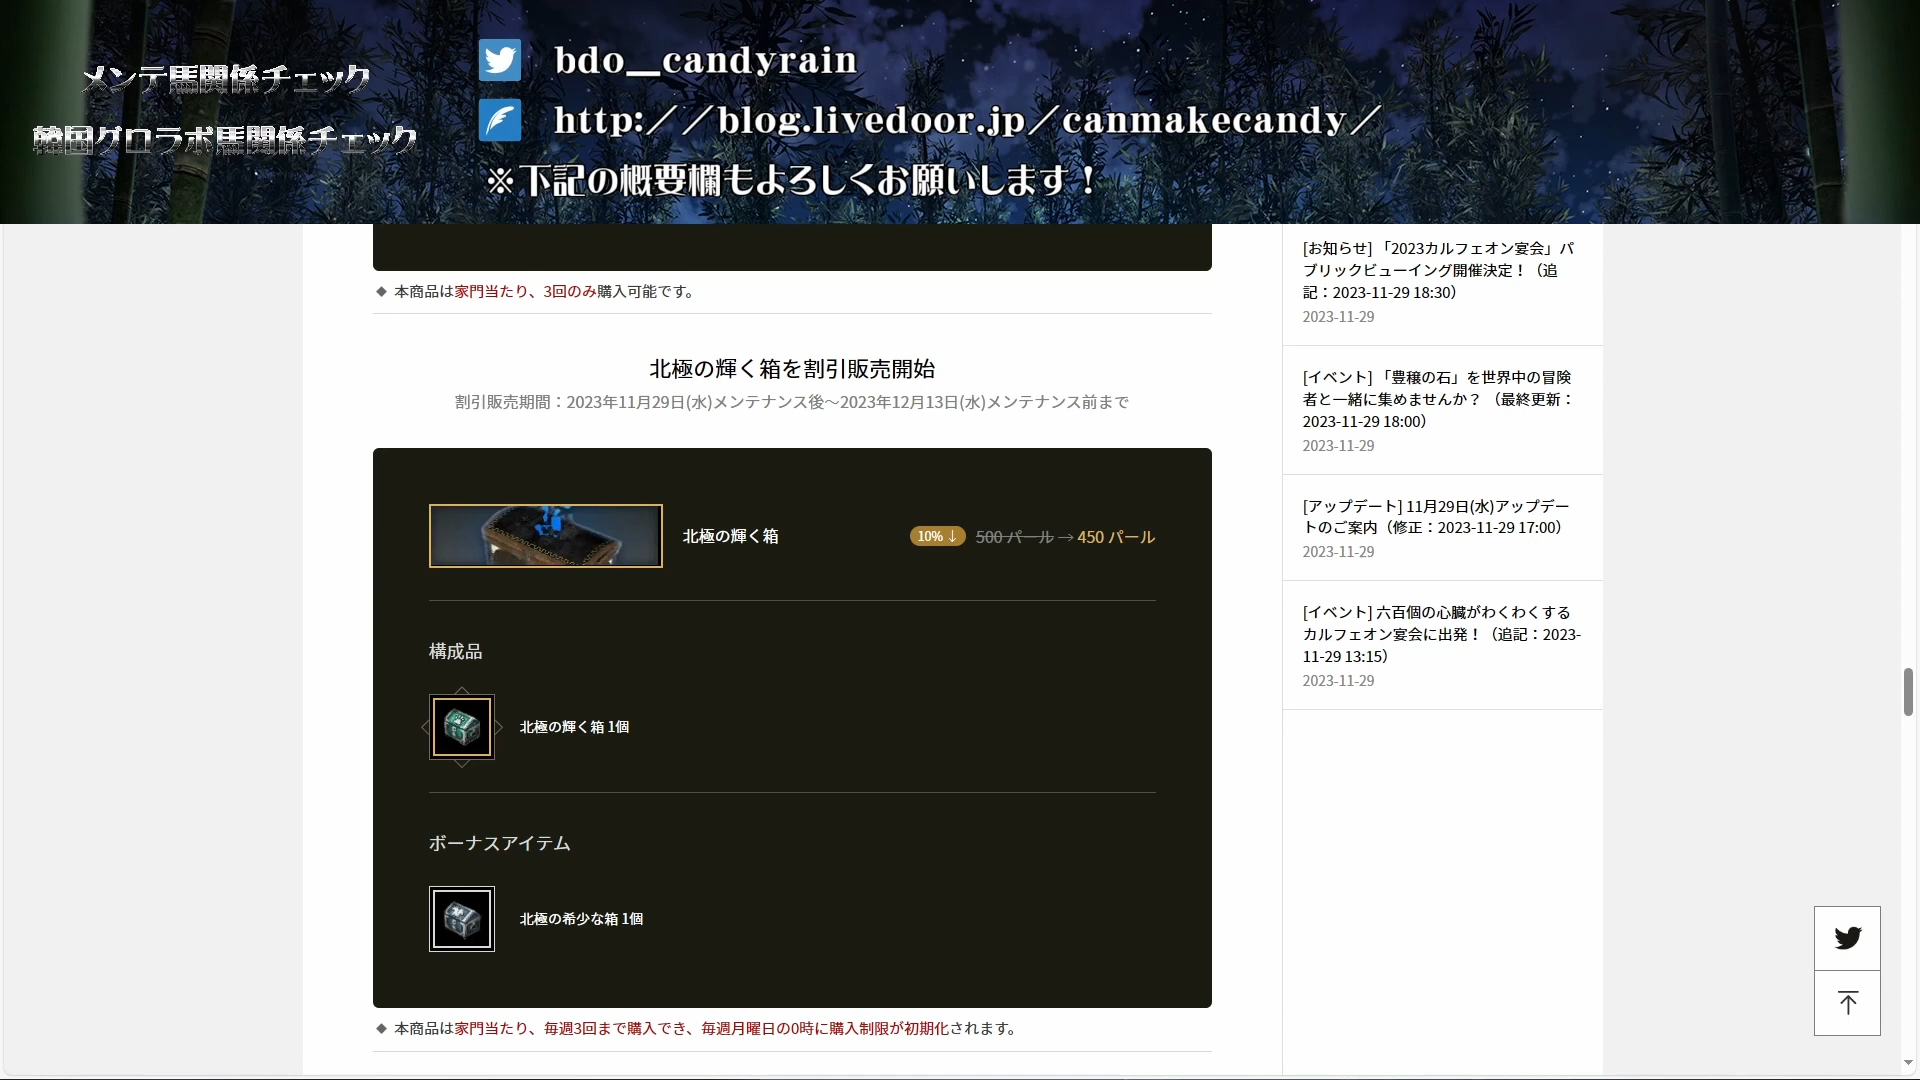 メンテ馬関係チェック
韓国グロラボ馬関係チェック
bdo__candyrain
http://blog.livedoor.jp/canmakecandy/
※下記の概要欄もよろしくお願いします！
◆ 本商品は家門当たり、3回のみ購入可能です。
北極の輝く箱を割引販売開始
割引販売期間：2023年11月29日(水)メンテナンス後～2023年12月13日(水)メンテナンス前まで
北極の輝く箱
10% ↓ 500 パール → 450 パール
構成品
北極の輝く箱 1個
ボーナスアイテム
北極の希少な箱 1個
◆ 本商品は家門当たり、毎週3回まで購入でき、毎週月曜日の0時に購入制限が初期化されます。
[お知らせ] 「2023カルフェオン宴会」パ
ブリックビューイング開催決定！（追
記：2023-11-29 18:30）
2023-11-29
[イベント] 「豊穣の石」を世界中の冒険
者と一緒に集めませんか？ （最終更新：
2023-11-29 18:00）
2023-11-29
[アップデート] 11月29日(水)アップデー
トのご案内（修正：2023-11-29 17:00）
2023-11-29
[イベント] 六百個の心臓がわくわくする
カルフェオン宴会に出発！（追記：2023-
11-29 13:15）
2023-11-29